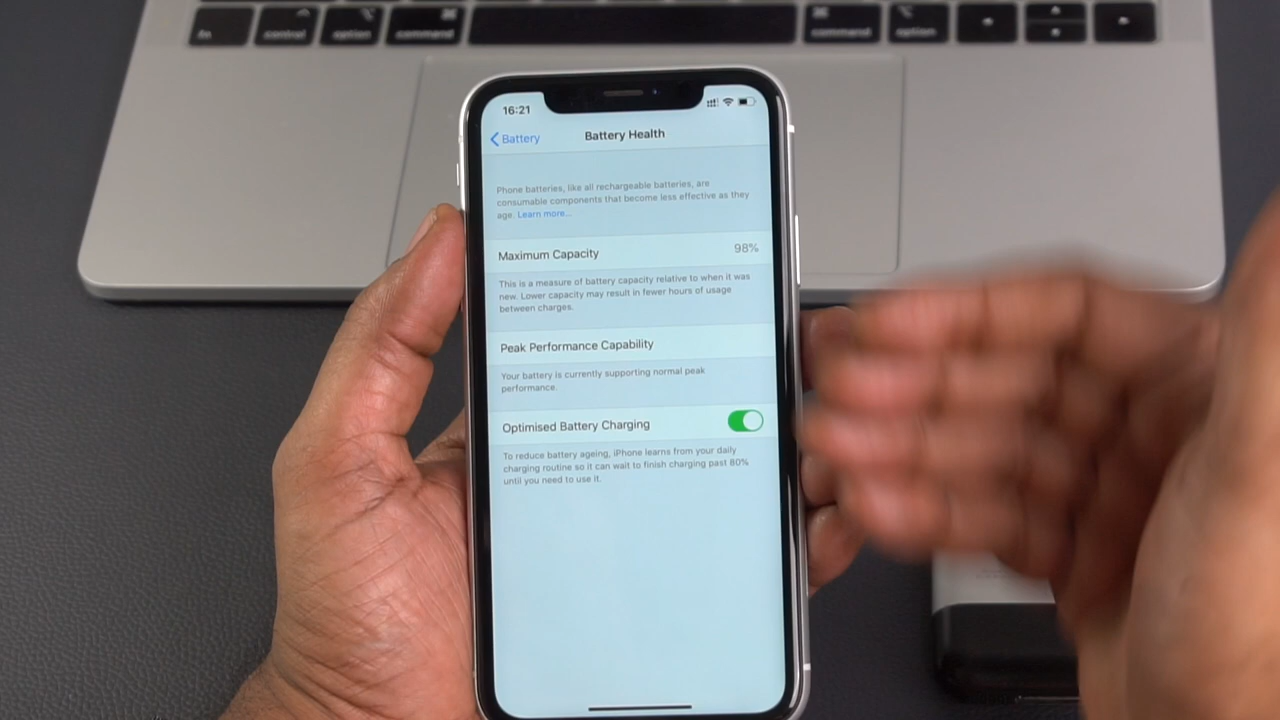 fn
control
option
command
command
option
16:21
Battery
Battery Health
Phone batteries, like all rechargeable batteries, are
consumable components that become less effective as they
age. Learn more...
Maximum Capacity
98%
This is a measure of battery capacity relative to when it was
new. Lower capacity may result in fewer hours of usage
between charges.
Peak Performance Capability
Your battery is currently supporting normal peak
performance.
Optimised Battery Charging
To reduce battery ageing, iPhone learns from your daily
charging routine so it can wait to finish charging past 80%
until you need to use it.